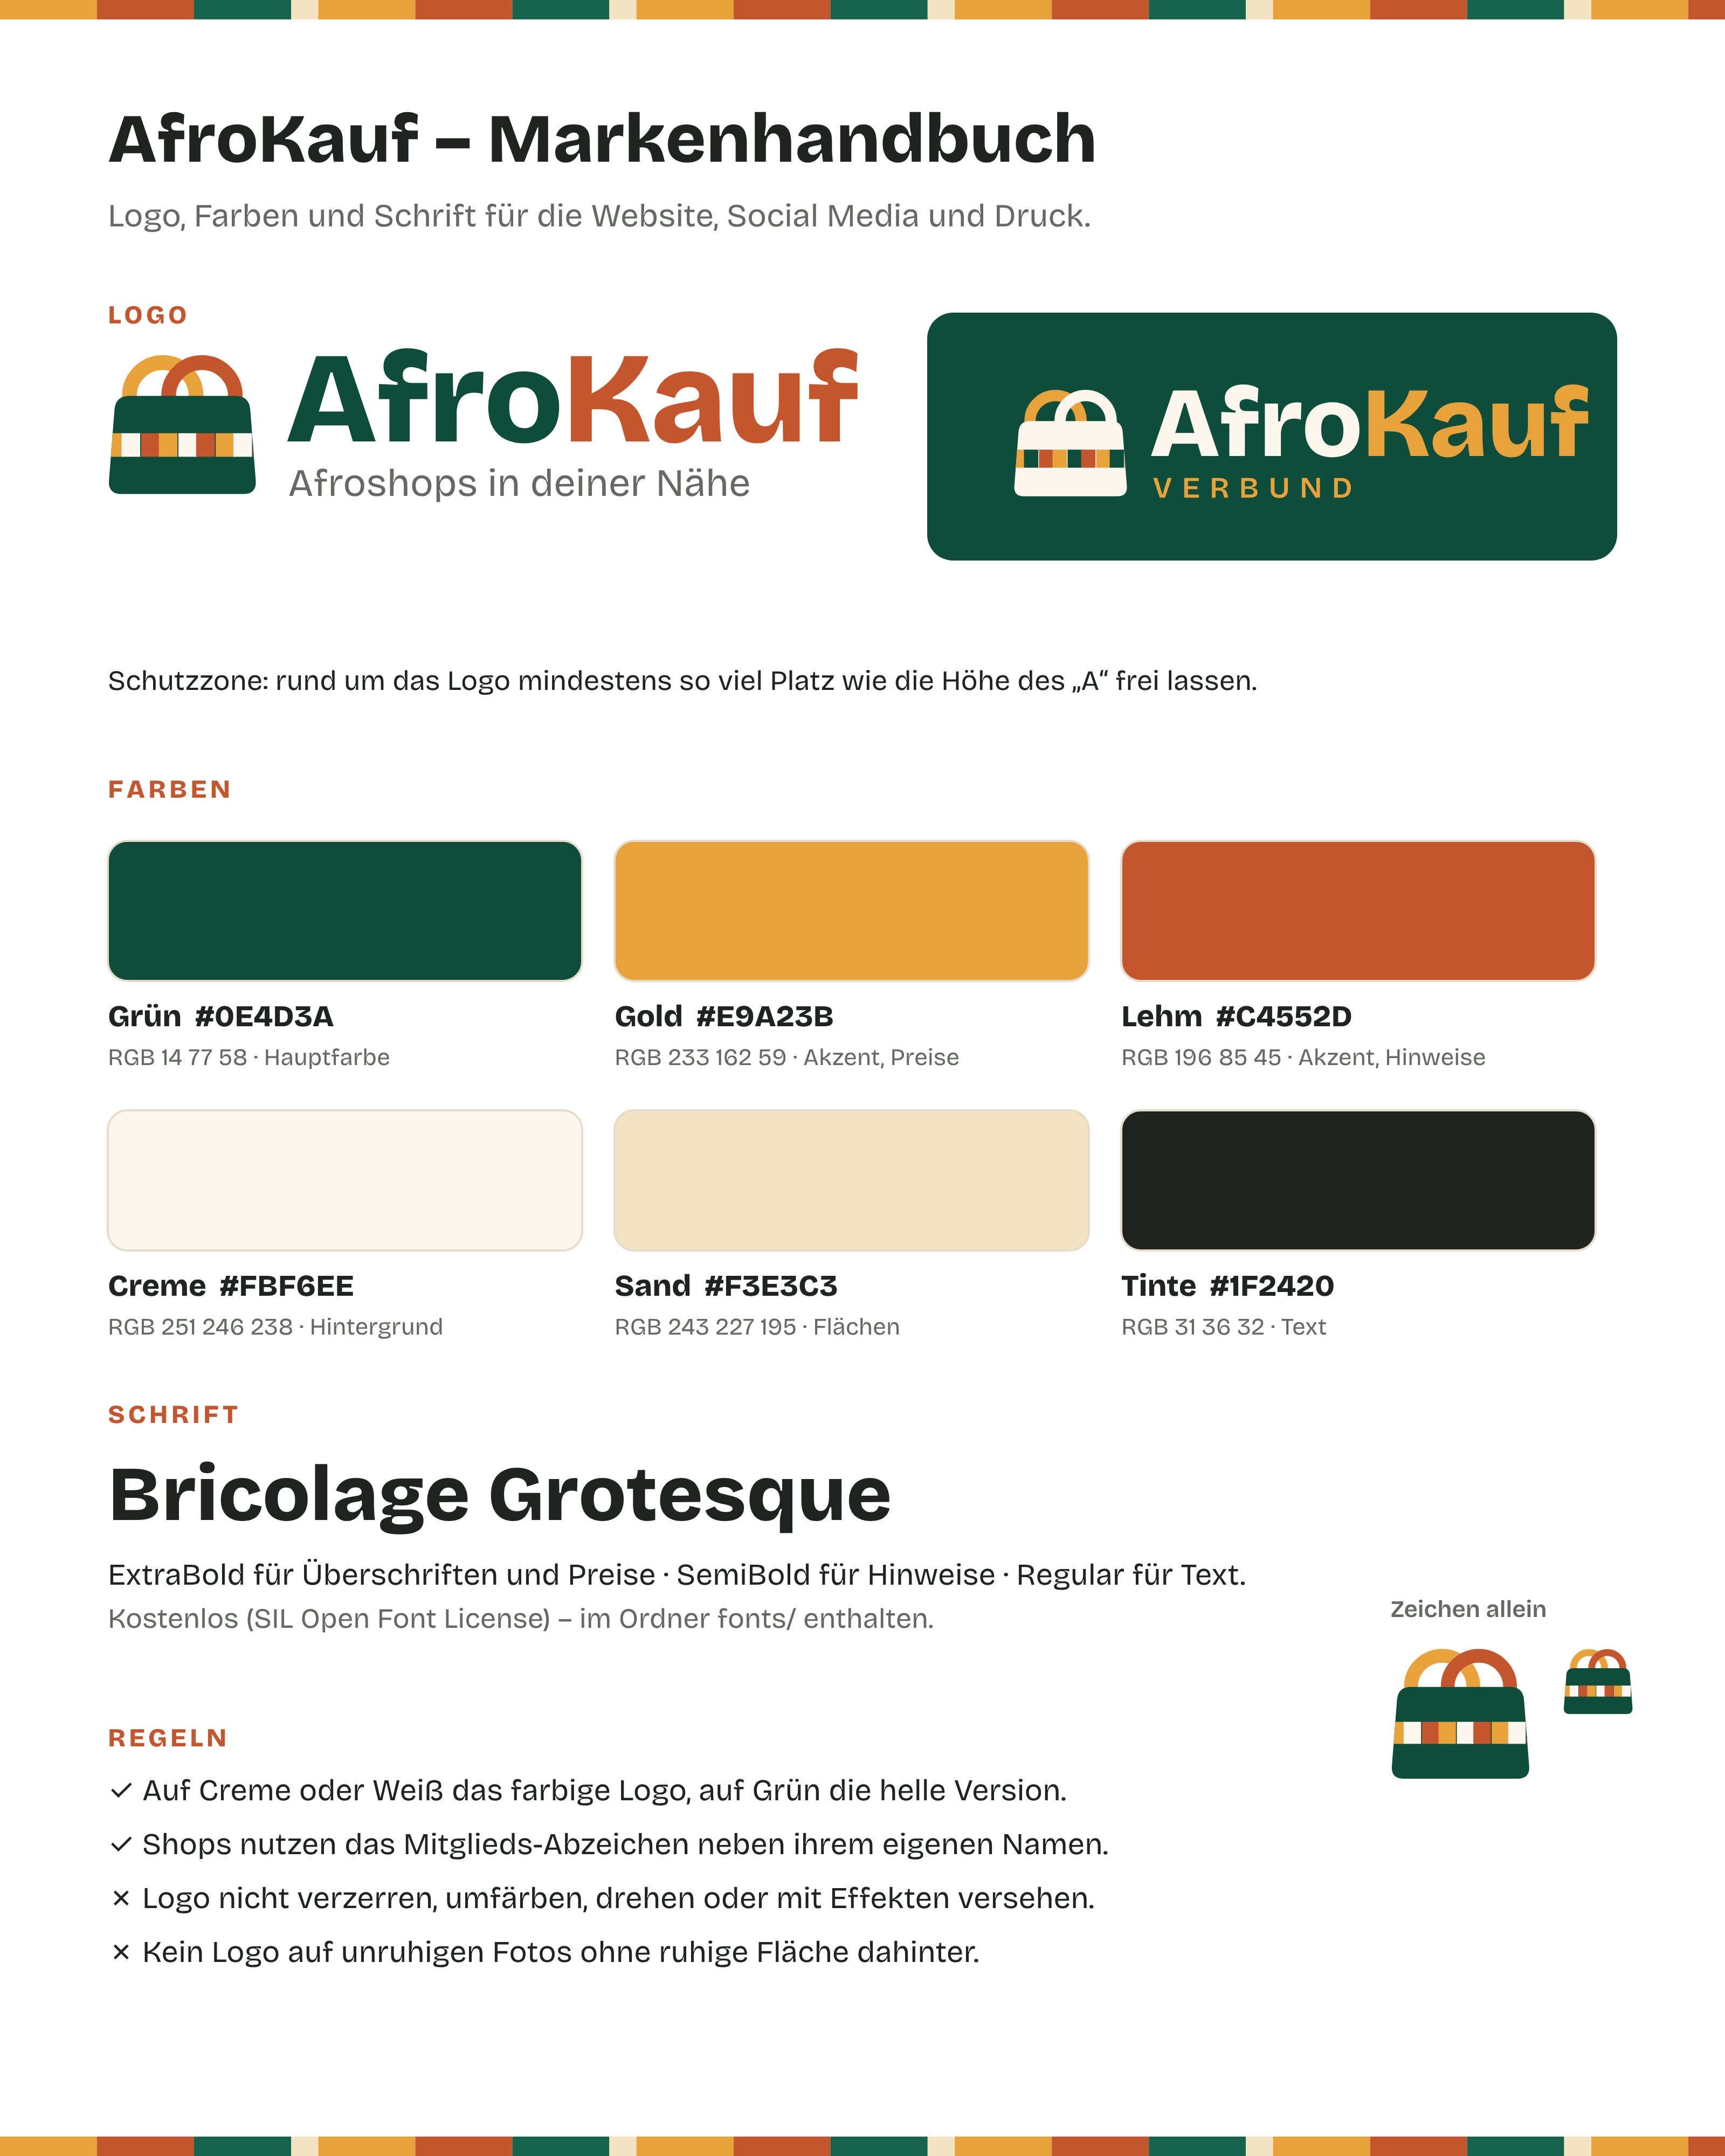 AfroKauf – Markenhandbuch
Logo, Farben und Schrift für die Website, Social Media und Druck.
LOGO
AfroKauf
Afroshops in deiner Nähe
AfroKauf
VERBUND
Schutzzone: rund um das Logo mindestens so viel Platz wie die Höhe des „A“ frei lassen.
FARBEN
Grün #0E4D3A
RGB 14 77 58 · Hauptfarbe
Gold #E9A23B
RGB 233 162 59 · Akzent, Preise
Lehm #C4552D
RGB 196 85 45 · Akzent, Hinweise
Creme #FBF6EE
RGB 251 246 238 · Hintergrund
Sand #F3E3C3
RGB 243 227 195 · Flächen
Tinte #1F2420
RGB 31 36 32 · Text
SCHRIFT
Bricolage Grotesque
ExtraBold für Überschriften und Preise · SemiBold für Hinweise · Regular für Text.
Kostenlos (SIL Open Font License) – im Ordner fonts/ enthalten.
Zeichen allein
REGELN
✓ Auf Creme oder Weiß das farbige Logo, auf Grün die helle Version.
✓ Shops nutzen das Mitglieds-Abzeichen neben ihrem eigenen Namen.
✕ Logo nicht verzerren, umfärben, drehen oder mit Effekten versehen.
✕ Kein Logo auf unruhigen Fotos ohne ruhige Fläche dahinter.